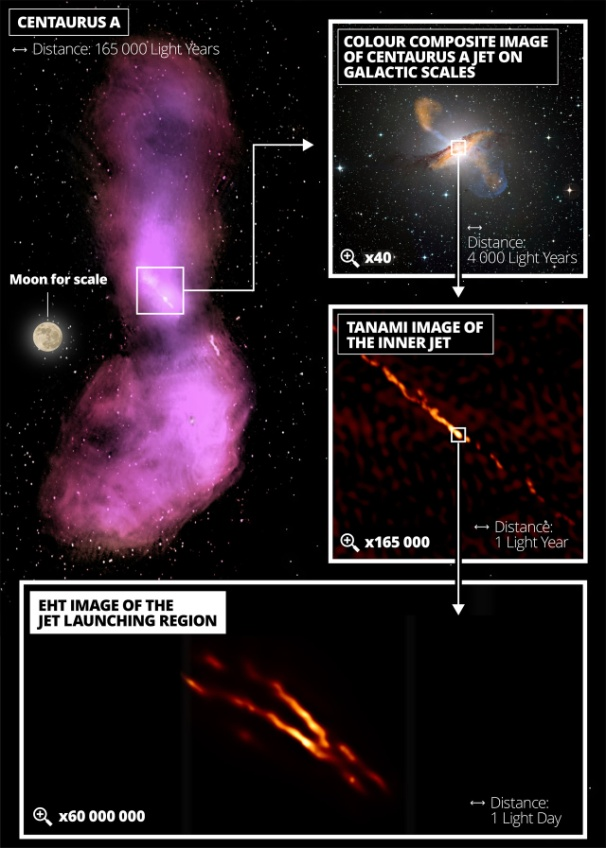 CENTAURUS A
↔ Distance: 165 000 Light Years
Moon for scale
COLOUR COMPOSITE IMAGE
OF CENTAURUS A JET ON
GALACTIC SCALES
x40
↔
Distance:
4 000 Light Years
TANAMI IMAGE OF
THE INNER JET
x165 000
↔ Distance:
1 Light Year
EHT IMAGE OF THE
JET LAUNCHING REGION
x60 000 000
↔ Distance:
1 Light Day